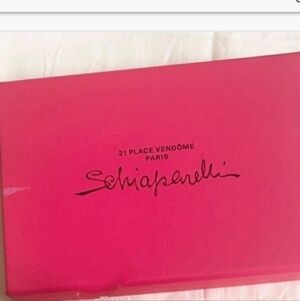 21 PLACE VENDÔME
PARIS
Schiaparelli